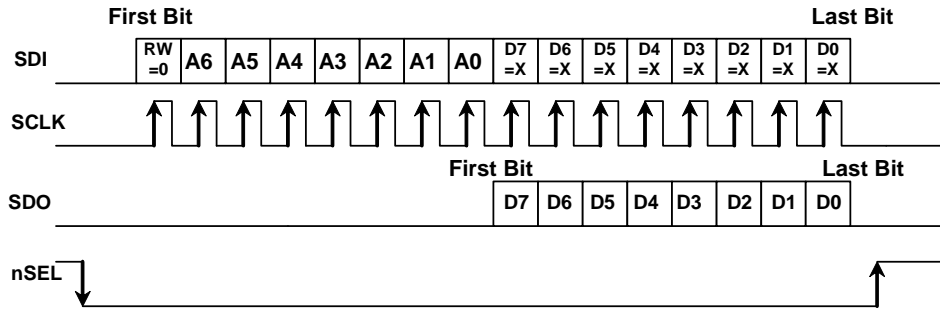 First Bit Last Bit
SDI RW =0 A6 A5 A4 A3 A2 A1 A0 D7 =X D6 =X D5 =X D4 =X D3 =X D2 =X D1 =X D0 =X
SCLK
First Bit Last Bit
SDO D7 D6 D5 D4 D3 D2 D1 D0
nSEL